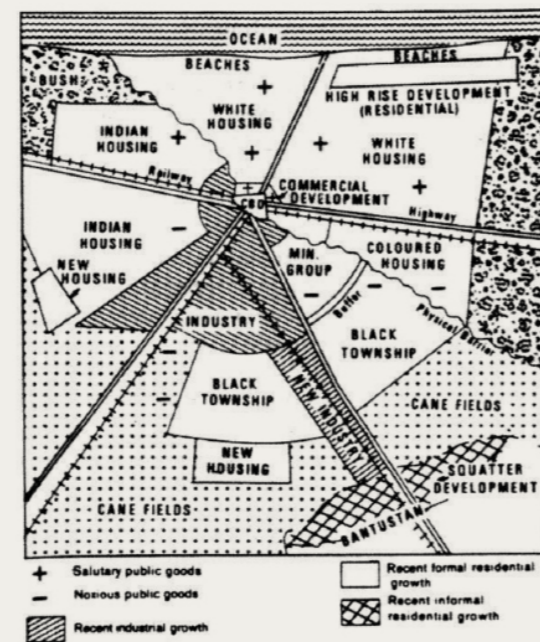 OCEAN
BEACHES
BEACHES
BUSH
HIGH RISE DEVELOPMENT
(RESIDENTIAL)
WHITE
HOUSING
INDIAN
HOUSING
WHITE
HOUSING
Railway
COMMERCIAL
DEVELOPMENT
CBD
Highway
INDIAN
HOUSING
MIN.
GROUP
COLOURED
HOUSING
NEW
HOUSING
Buffer
Physical Barrier
INDUSTRY
BLACK
TOWNSHIP
BLACK
TOWNSHIP
NEW INDUSTRY
CANE FIELDS
NEW
HOUSING
SQUATTER
DEVELOPMENT
CANE FIELDS
BANTUSTAN
+ Salutary public goods
− Noxious public goods
Recent industrial growth
Recent formal residential
growth
Recent informal
residential growth